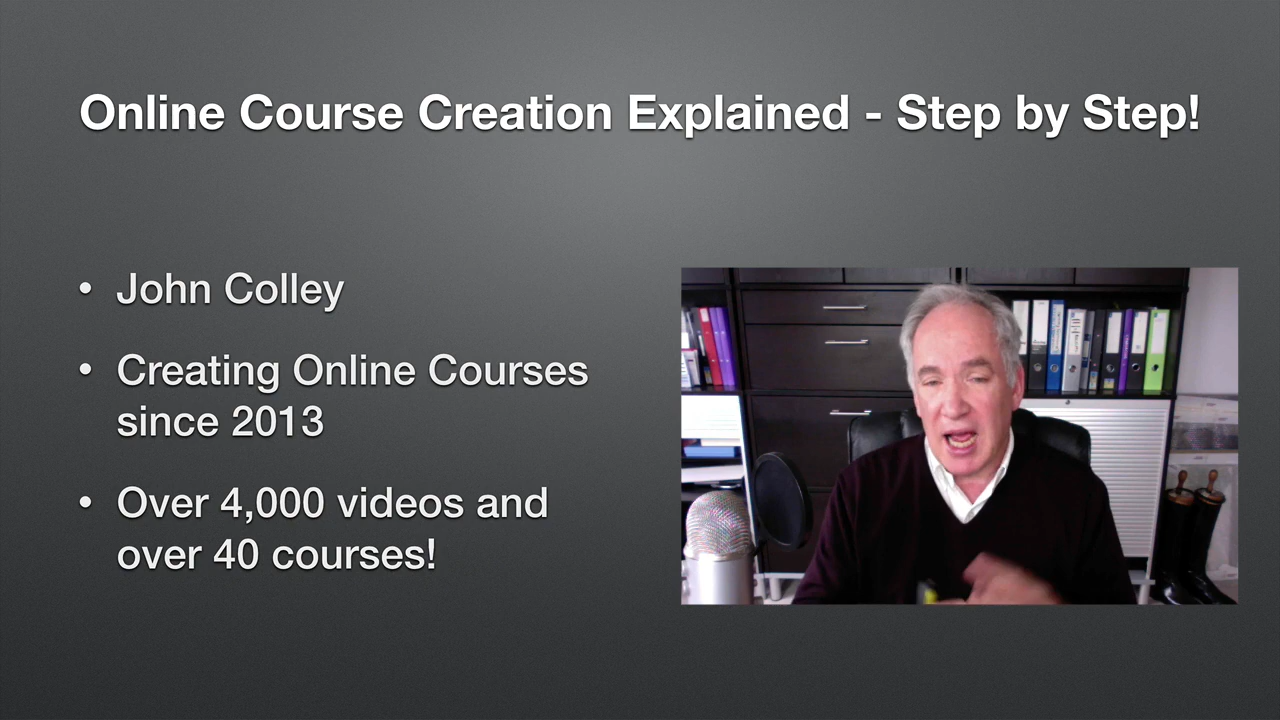 Online Course Creation Explained - Step by Step!
• John Colley
• Creating Online Courses
since 2013
• Over 4,000 videos and
over 40 courses!